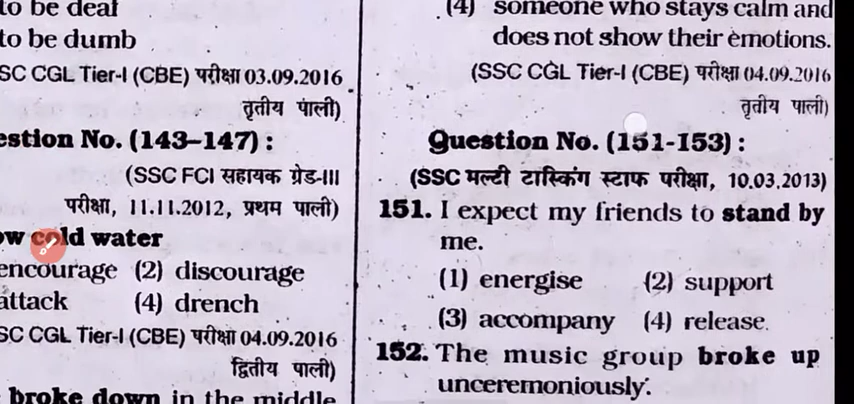 to be deaf
to be dumb
SC CGL Tier-I (CBE) परीक्षा 03.09.2016
तृतीय पाली)
estion No. (143–147) :
(SSC FCI सहायक ग्रेड-III
परीक्षा, 11.11.2012, प्रथम पाली)
ow cold water
encourage (2) discourage
attack (4) drench
SC CGL Tier-I (CBE) परीक्षा 04.09.2016
द्वितीय पाली)
broke down in the middle
(4) someone who stays calm and
does not show their emotions.
(SSC CGL Tier-I (CBE) परीक्षा 04.09.2016
तृतीय पाली)
Question No. (151-153) :
(SSC मल्टी टास्किंग स्टाफ परीक्षा, 10.03.2013)
151. I expect my friends to stand by
me.
(1) energise (2) support
(3) accompany (4) release.
152. The music group broke up
unceremoniously.